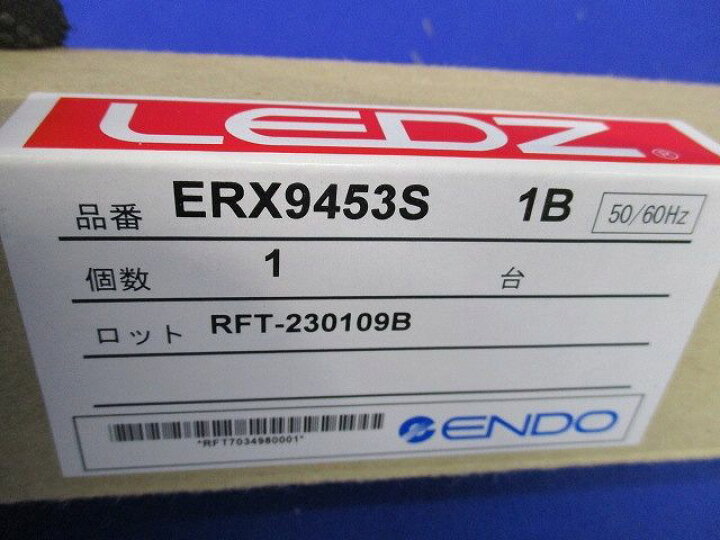 LEDZ®
品番 ERX9453S 1B 50/60Hz
個数 1 台
ロット RFT-230109B
*RFT7034980001*
ENDO